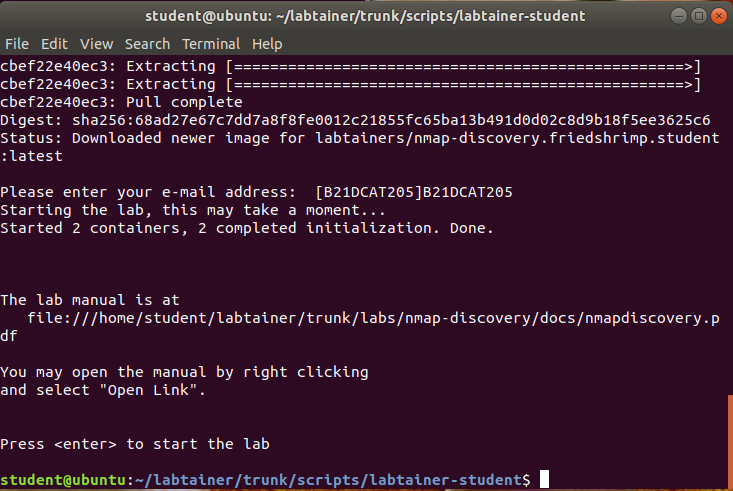 student@ubuntu: ~/labtainer/trunk/scripts/labtainer-student
File Edit View Search Terminal Help
cbef22e40ec3: Extracting [==================================================>]
cbef22e40ec3: Extracting [==================================================>]
cbef22e40ec3: Pull complete
Digest: sha256:68ad27e67c7dd7a8f8fe0012c21855fc65ba13b491d0d02c8d9b18f5ee3625c6
Status: Downloaded newer image for labtainers/nmap-discovery.friedshrimp.student
:latest
Please enter your e-mail address:  [B21DCAT205]B21DCAT205
Starting the lab, this may take a moment...
Started 2 containers, 2 completed initialization. Done.
The lab manual is at
   file:///home/student/labtainer/trunk/labs/nmap-discovery/docs/nmapdiscovery.p
df
You may open the manual by right clicking
and select "Open Link".
Press <enter> to start the lab
student@ubuntu:~/labtainer/trunk/scripts/labtainer-student$